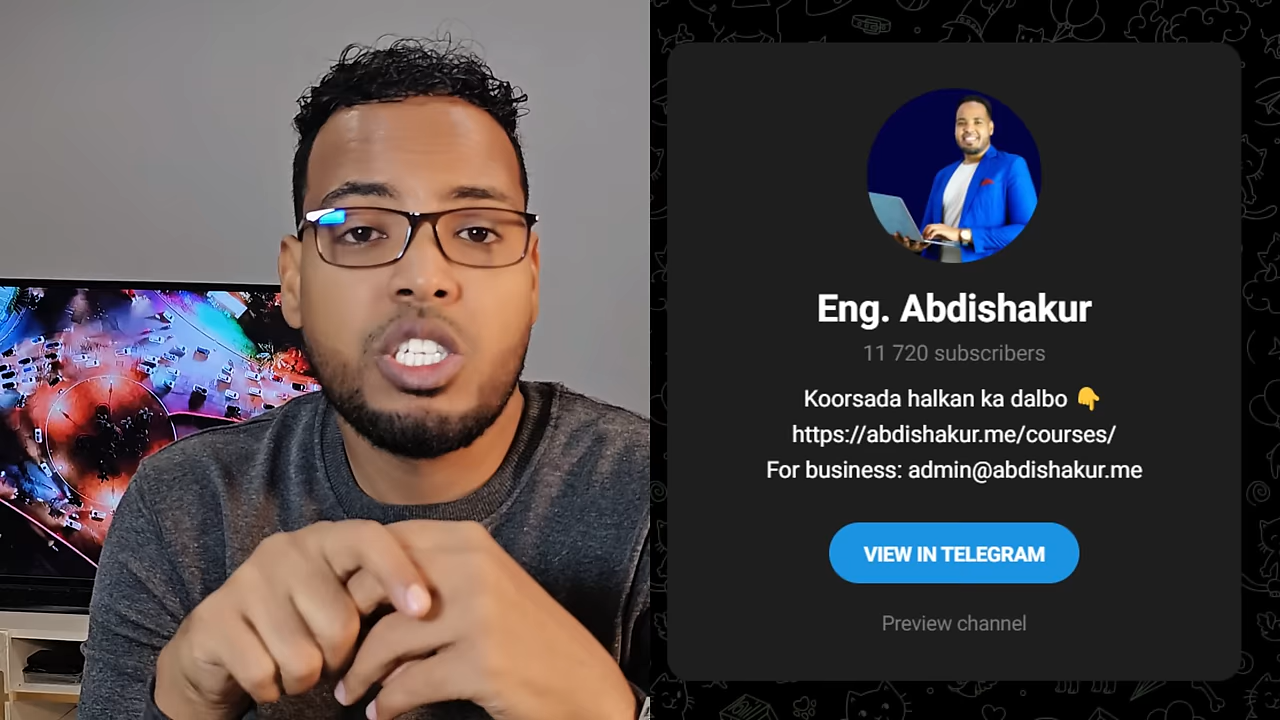 Eng. Abdishakur
11 720 subscribers
Koorsada halkan ka dalbo 👇
https://abdishakur.me/courses/
For business: admin@abdishakur.me
VIEW IN TELEGRAM
Preview channel